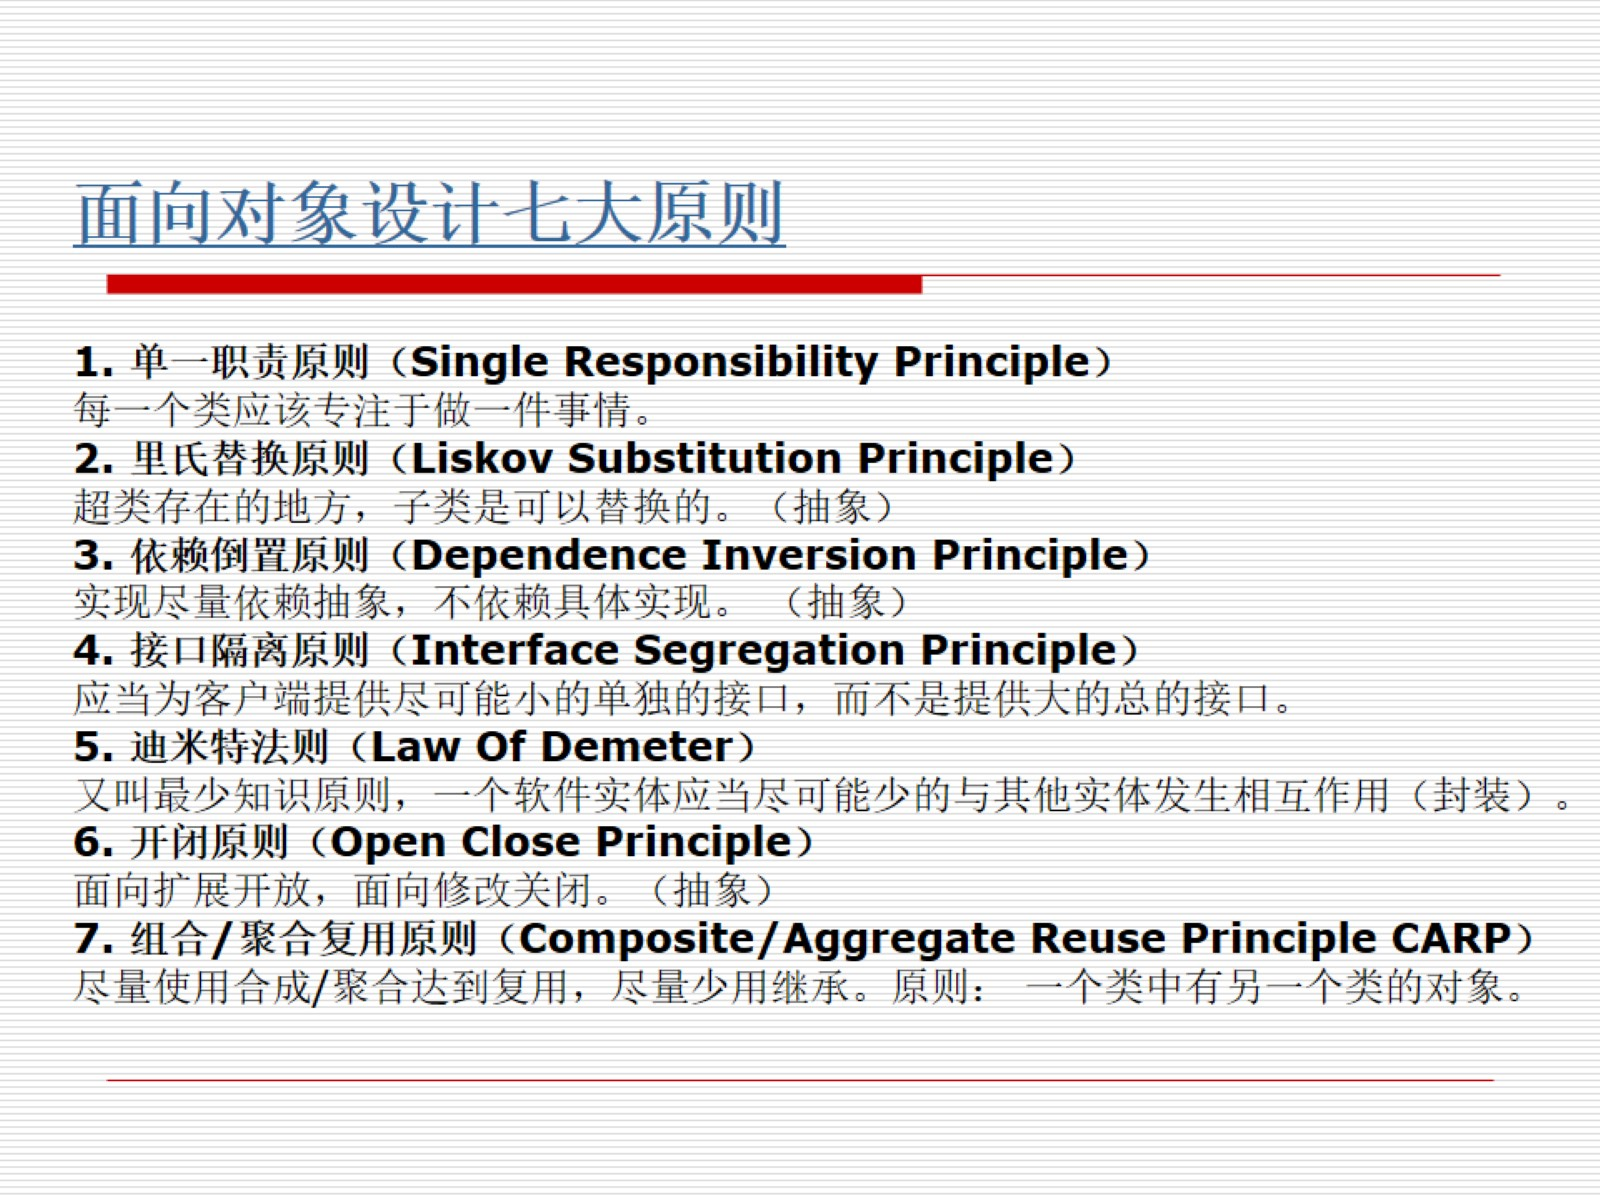 面向对象设计七大原则
1. 单一职责原则（Single Responsibility Principle）
每一个类应该专注于做一件事情。
2. 里氏替换原则（Liskov Substitution Principle）
超类存在的地方，子类是可以替换的。（抽象）
3. 依赖倒置原则（Dependence Inversion Principle）
实现尽量依赖抽象，不依赖具体实现。 （抽象）
4. 接口隔离原则（Interface Segregation Principle）
应当为客户端提供尽可能小的单独的接口，而不是提供大的总的接口。
5. 迪米特法则（Law Of Demeter）
又叫最少知识原则，一个软件实体应当尽可能少的与其他实体发生相互作用（封装）。
6. 开闭原则（Open Close Principle）
面向扩展开放，面向修改关闭。（抽象）
7. 组合/聚合复用原则（Composite/Aggregate Reuse Principle CARP）
尽量使用合成/聚合达到复用，尽量少用继承。原则： 一个类中有另一个类的对象。